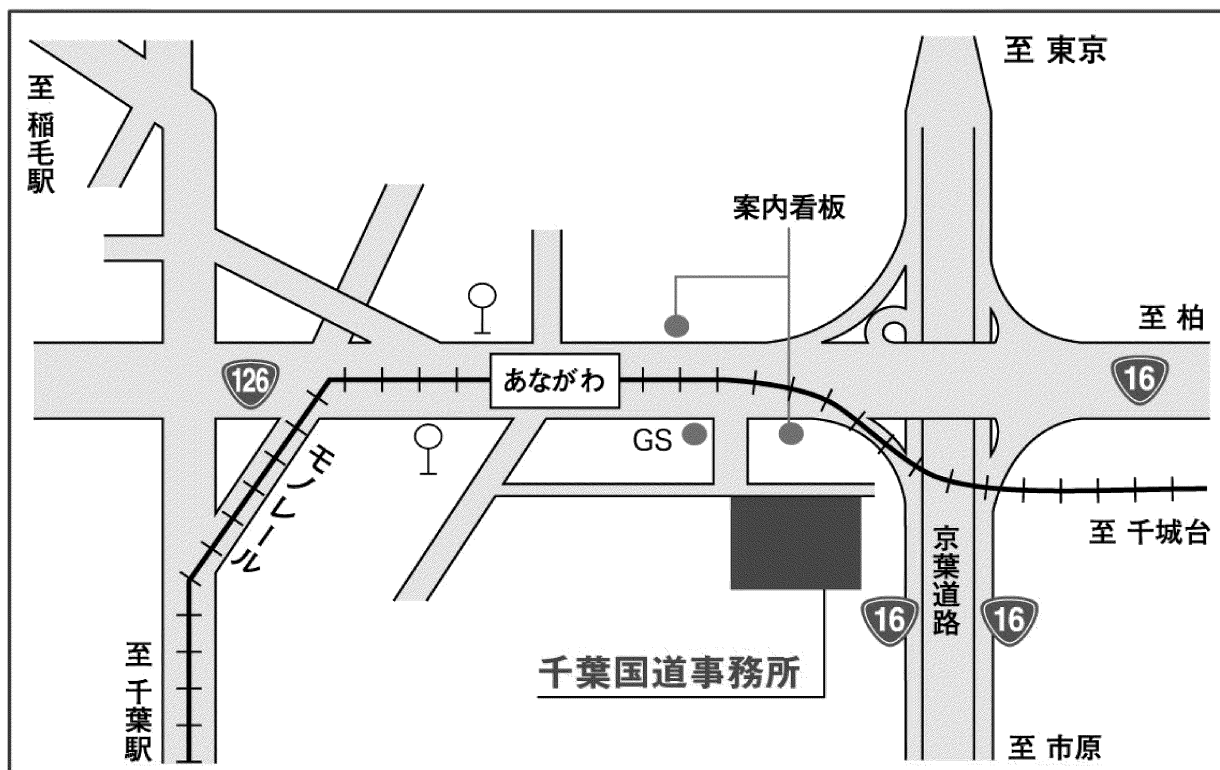 至 東京
至 稲毛駅
案内看板
至 柏
126
あながわ
16
GS
モノレール
至 千城台
京葉道路
16
16
至 千葉駅
千葉国道事務所
至 市原